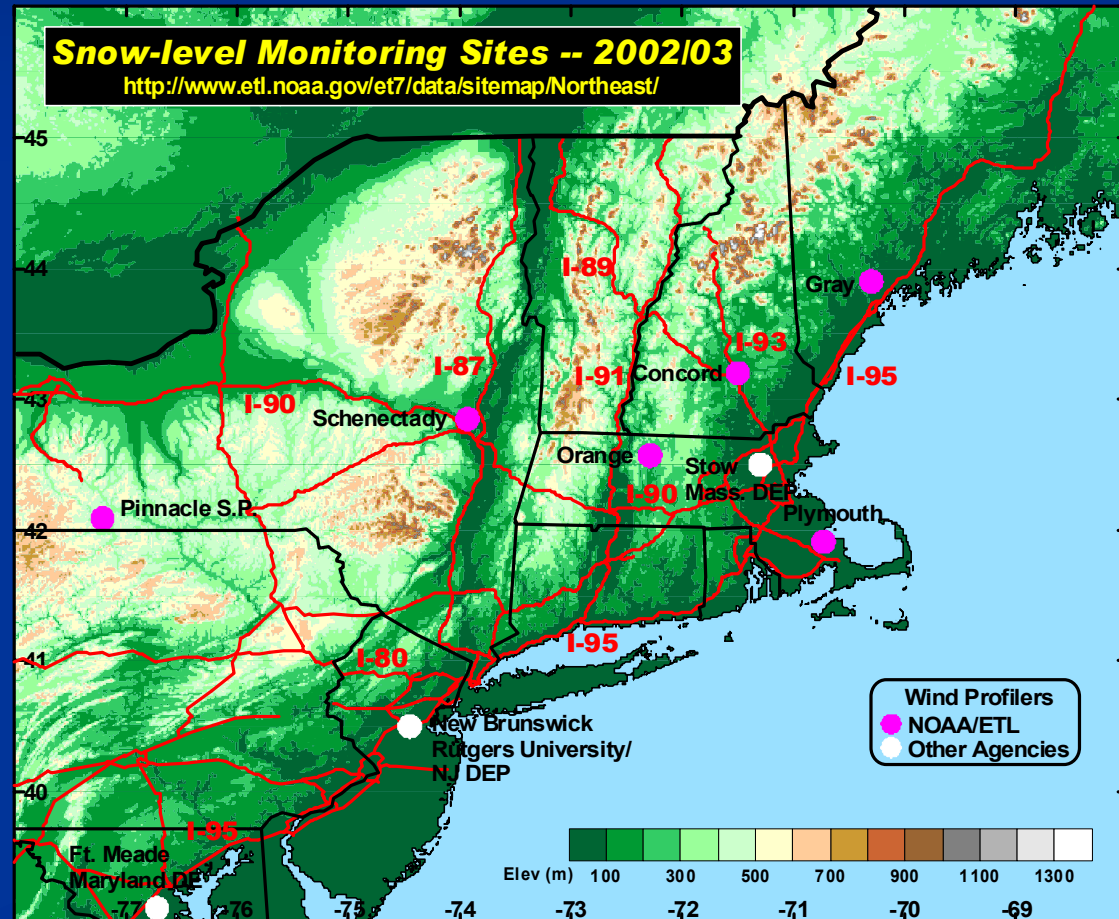 Snow-level Monitoring Sites -- 2002/03
http://www.etl.noaa.gov/et7/data/sitemap/Northeast/
45
44
I-89
Gray
I-93
I-87
I-91
Concord
I-95
43
I-90
Schenectady
Orange
Stow
Mass. DEP
I-90
Pinnacle S.P.
Plymouth
42
I-95
41
I-80
Wind Profilers
NOAA/ETL
Other Agencies
New Brunswick
Rutgers University/
NJ DEP
40
I-95
Ft. Meade
Maryland DE
Elev (m) 100 300 500 700 900 1100 1300
-77 -76 -75 -74 -73 -72 -71 -70 -69